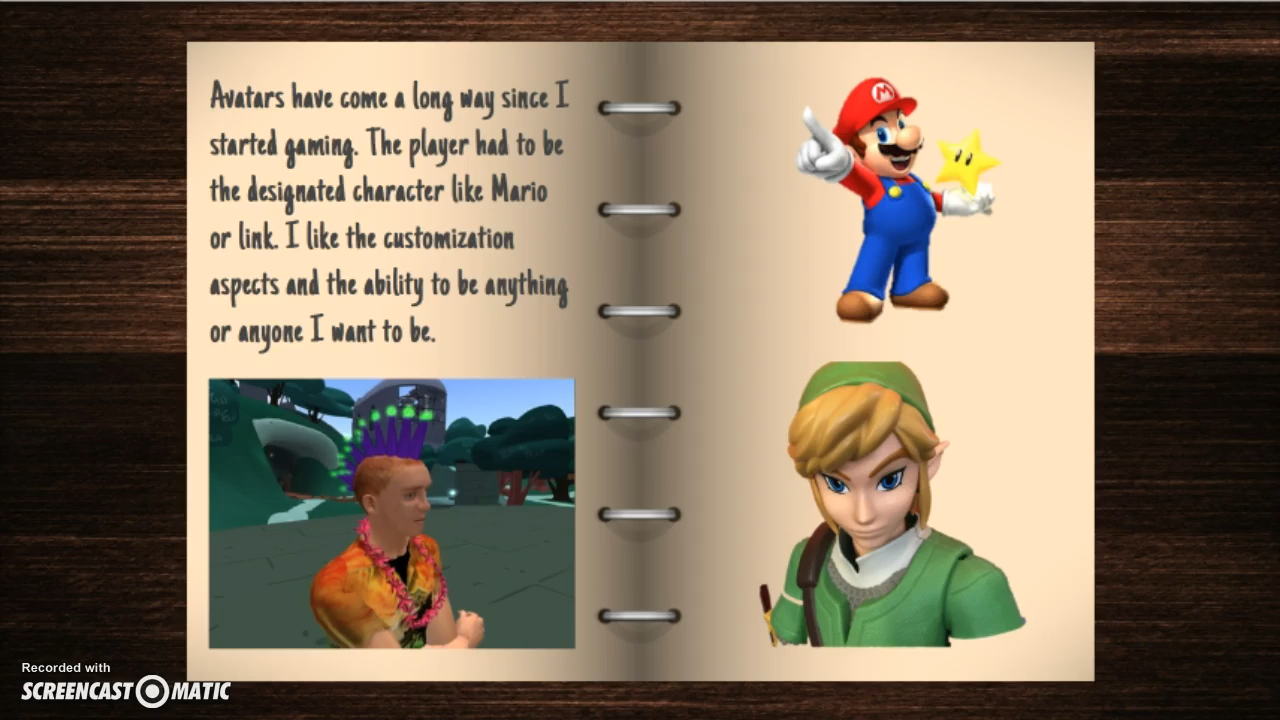 Avatars have come a long way since I
started gaming. The player had to be
the designated character like Mario
or link. I like the customization
aspects and the ability to be anything
or anyone I want to be.
M
Recorded with
SCREENCAST MATIC